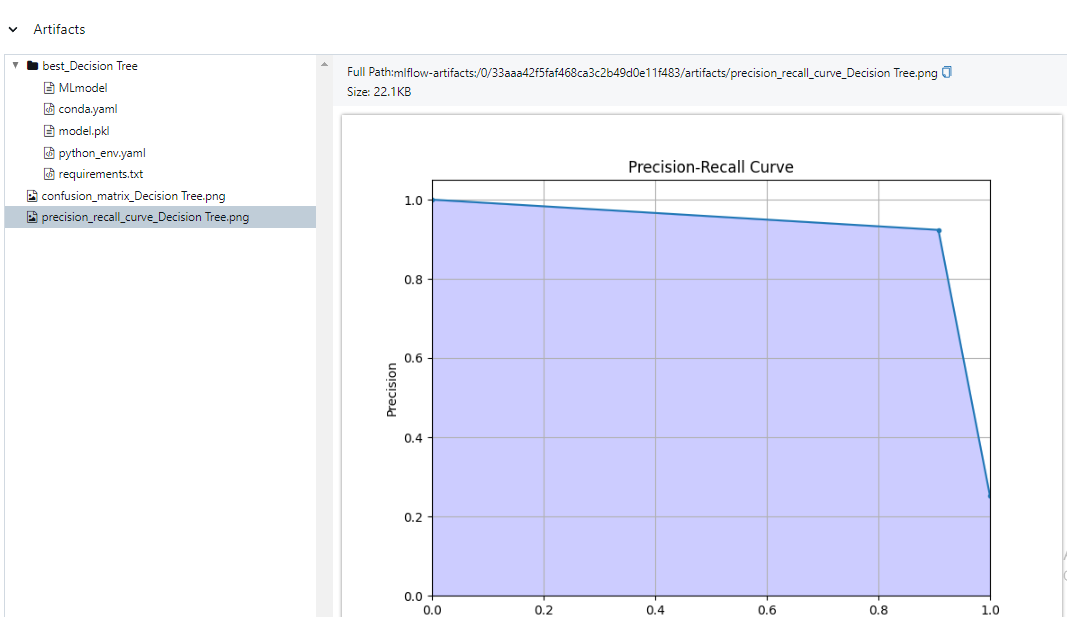 Artifacts
best_Decision Tree
MLmodel
conda.yaml
model.pkl
python_env.yaml
requirements.txt
confusion_matrix_Decision Tree.png
precision_recall_curve_Decision Tree.png
Full Path:mlflow-artifacts:/0/33aaa42f5faf468ca3c2b49d0e11f483/artifacts/precision_recall_curve_Decision Tree.png
Size: 22.1KB
Precision-Recall Curve
1.0
0.8
0.6
Precision
0.4
0.2
0.0
0.0 0.2 0.4 0.6 0.8 1.0